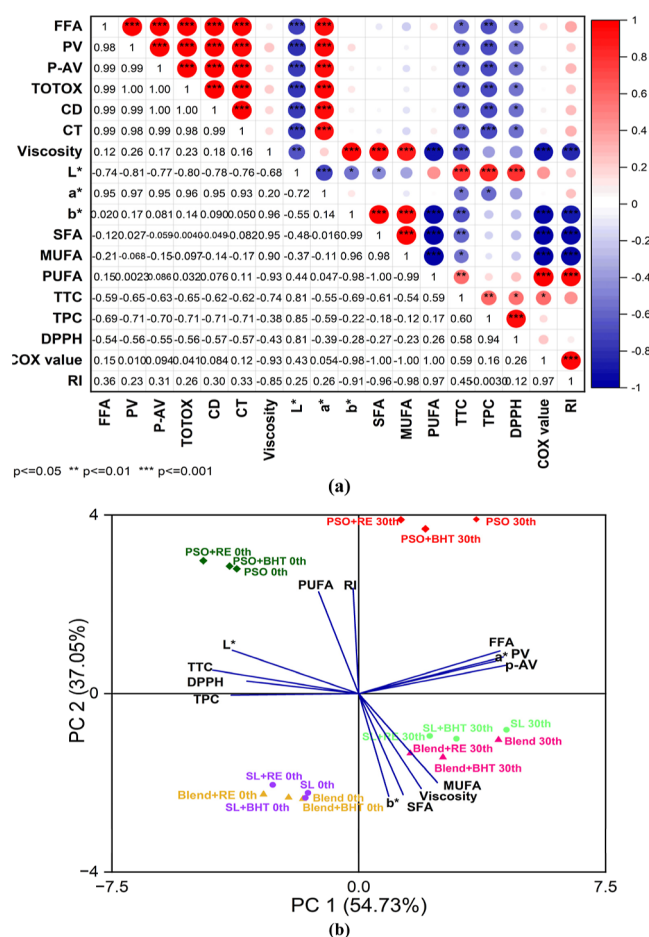 FFA 1 *** *** *** *** *** *** *** ** ** *
PV 0.98 1 *** *** *** *** *** *** ** ** *
P-AV 0.99 0.99 1 *** *** *** *** *** ** ** *
TOTOX 0.99 1.00 1.00 1 *** *** *** *** ** ** *
CD 0.99 0.99 1.00 1.00 1 *** *** *** ** ** *
CT 0.99 0.98 0.99 0.98 0.99 1 *** *** ** *** *
Viscosity 0.12 0.26 0.17 0.23 0.18 0.16 1 ** *** *** *** *** *** *** ***
L* -0.74 -0.81 -0.77 -0.80 -0.78 -0.76 -0.68 1 *** * * *** *** ***
a* 0.95 0.97 0.95 0.96 0.95 0.93 0.20 -0.72 1 * *
b* 0.020 0.17 0.081 0.14 0.090 0.050 0.96 -0.55 0.14 1 *** *** *** ** *** ***
SFA -0.12 0.027 -0.059 0.0040 0.049 -0.082 0.95 -0.48 -0.016 0.99 1 *** *** ** *** ***
MUFA -0.21 -0.068 -0.15 -0.097 -0.14 -0.17 0.90 -0.37 -0.11 0.96 0.98 1 *** * *** ***
PUFA 0.15 0.0023 0.086 0.032 0.076 0.11 -0.93 0.44 0.047 -0.98 -1.00 -0.99 1 ** *** ***
TTC -0.59 -0.65 -0.63 -0.65 -0.62 -0.62 -0.74 0.81 -0.55 -0.69 -0.61 -0.54 0.59 1 ** * *
TPC -0.69 -0.71 -0.70 -0.71 -0.71 -0.71 -0.38 0.85 -0.59 -0.22 -0.18 -0.12 0.17 0.60 1 ***
DPPH -0.54 -0.56 -0.55 -0.56 -0.57 -0.57 -0.43 0.81 -0.39 -0.28 -0.27 -0.23 0.26 0.58 0.94 1
COX value 0.15 0.010 0.094 0.041 0.084 0.12 -0.93 0.43 0.054 -0.98 -1.00 -1.00 1.00 0.59 0.16 0.26 1 ***
RI 0.36 0.23 0.31 0.26 0.30 0.33 -0.85 0.25 0.26 -0.91 -0.96 -0.98 0.97 0.45 0.0030 0.12 0.97 1
FFA PV P-AV TOTOX CD CT Viscosity L* a* b* SFA MUFA PUFA TTC TPC DPPH COX value RI
1
0.8
0.6
0.4
0.2
0
-0.2
-0.4
-0.6
-0.8
-1
p<=0.05 ** p<=0.01 *** p<=0.001
(a)
4
PSO+RE 30th PSO 30th
PSO+BHT 30th
PSO+RE 0th
PSO+BHT 0th
PSO 0th
PUFA RI
L*
FFA
a* PV
p-AV
TTC
DPPH
TPC
0
PC 2 (37.05%)
SL 30th
SL+BHT 30th
SL+RE 30th
Blend 30th
Blend+RE 30th
Blend+BHT 30th
SL+RE 0th
SL 0th
MUFA
Viscosity
Blend+RE 0th
Blend 0th
b*
SL+BHT 0th
Blend+BHT 0th
SFA
-4
-7.5 0.0 7.5
PC 1 (54.73%)
(b)